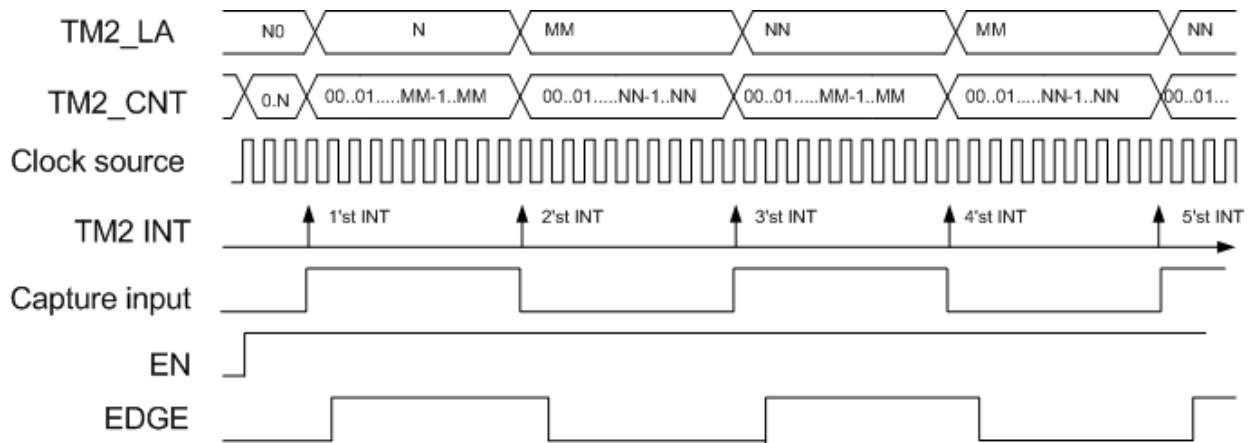 TM2_LA N0 N MM NN MM NN
TM2_CNT 0.N 00..01.....MM-1..MM 00..01.....NN-1..NN 00..01.....MM-1..MM 00..01.....NN-1..NN 00..01...
Clock source
TM2 INT 1'st INT 2'st INT 3'st INT 4'st INT 5'st INT
Capture input
EN
EDGE